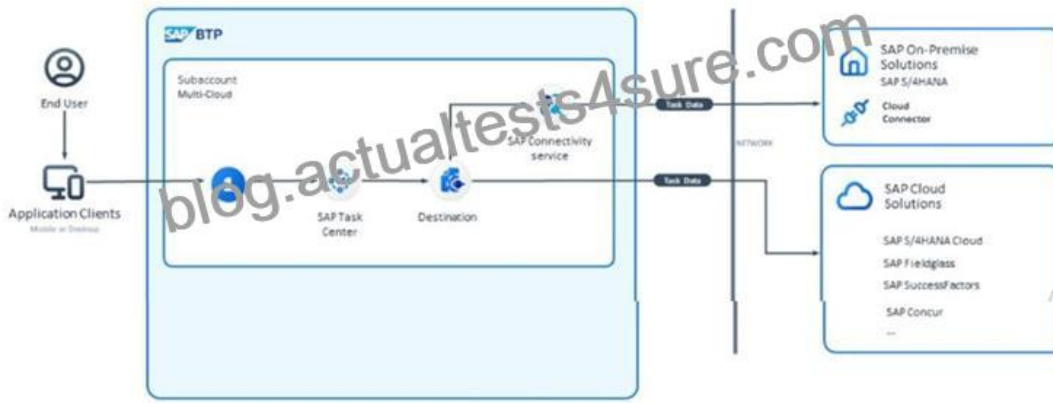 SAP BTP
Subaccount
Multi-Cloud
End User
Application Clients
Mobile or Desktop
1
SAP Task
Center
Destination
SAP Connectivity
service
Task Data
Task Data
NETWORK
SAP On-Premise
Solutions
SAP S/4HANA
Cloud
Connector
SAP Cloud
Solutions
SAP S/4HANA Cloud
SAP Fieldglass
SAP SuccessFactors
SAP Concur
...
blog.actualtests4sure.com